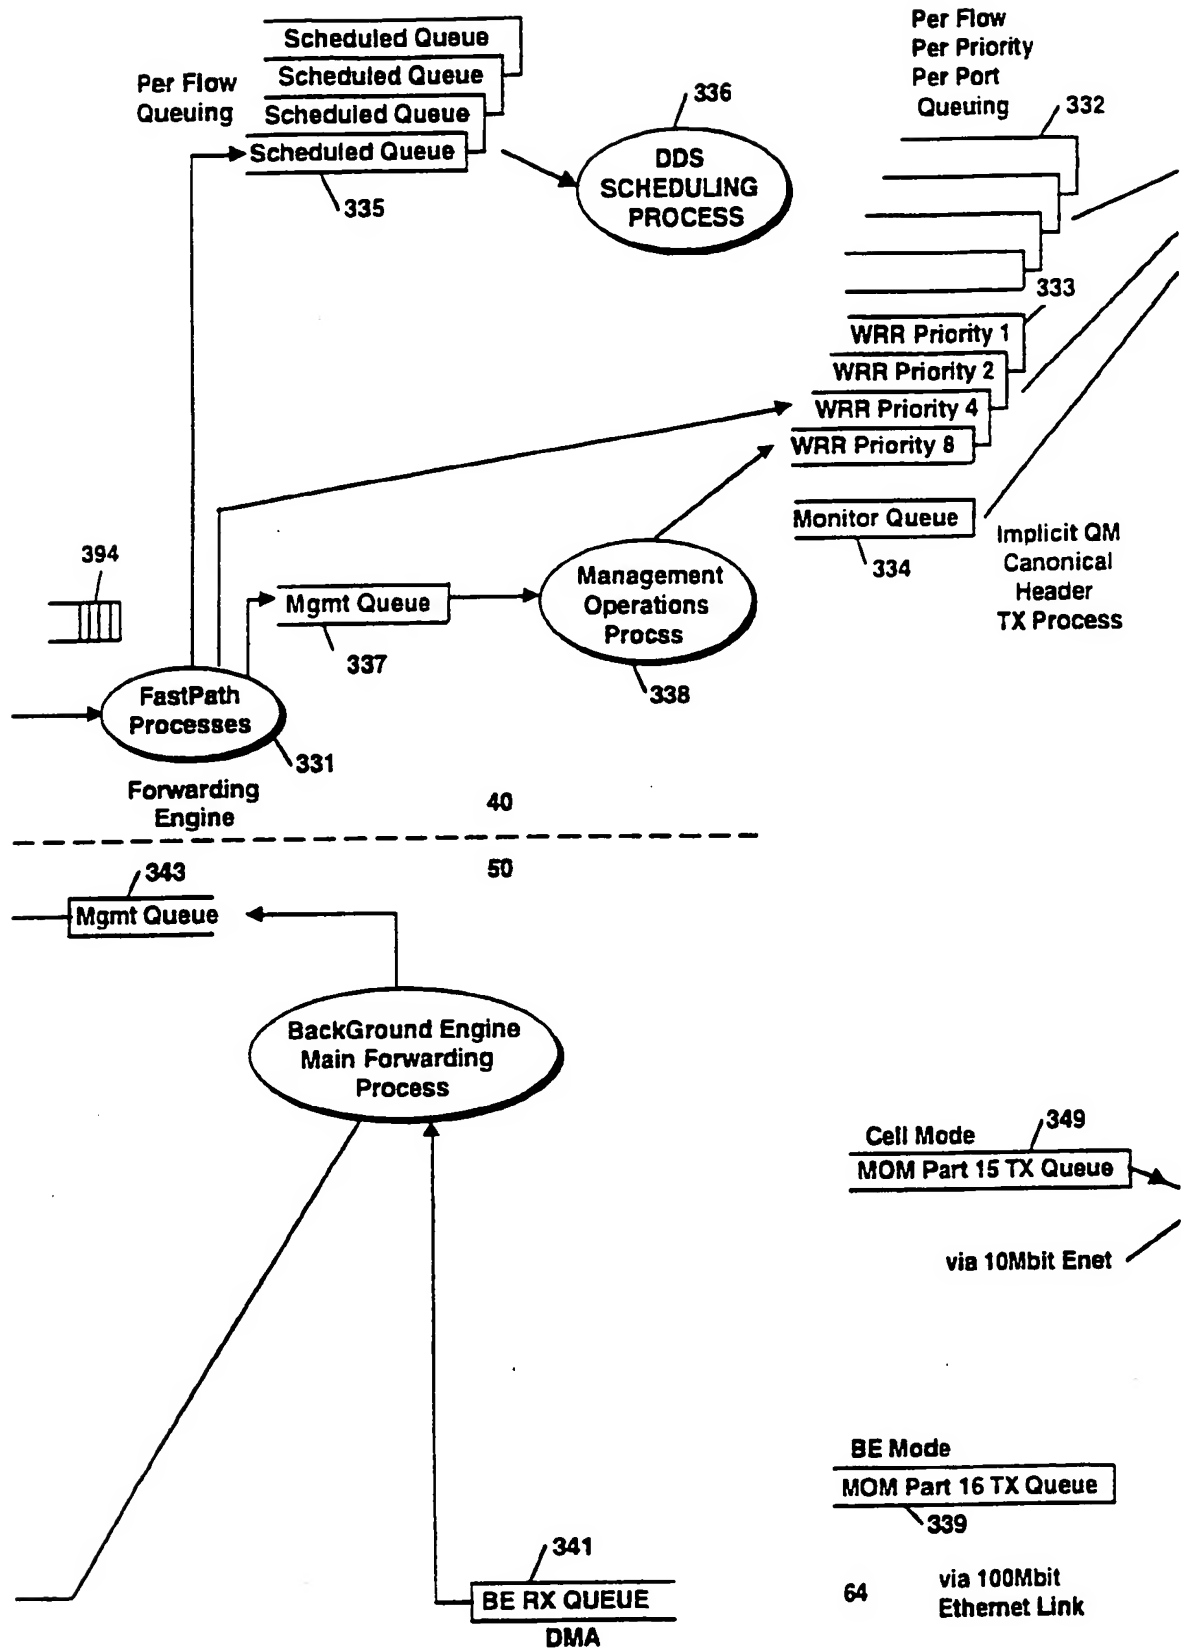 Scheduled Queue
Scheduled Queue
Scheduled Queue
Scheduled Queue
Per Flow
Queuing
335
336
DDS
SCHEDULING
PROCESS
Per Flow
Per Priority
Per Port
Queuing
332
333
WRR Priority 1
WRR Priority 2
WRR Priority 4
WRR Priority 8
Monitor Queue
334
Implicit QM
Canonical
Header
TX Process
394
Mgmt Queue
337
Management
Operations
Procss
338
FastPath
Processes
331
Forwarding
Engine
40
50
343
Mgmt Queue
BackGround Engine
Main Forwarding
Process
Cell Mode
349
MOM Part 15 TX Queue
via 10Mbit Enet
BE Mode
MOM Part 16 TX Queue
339
341
BE RX QUEUE
DMA
64
via 100Mbit
Ethernet Link